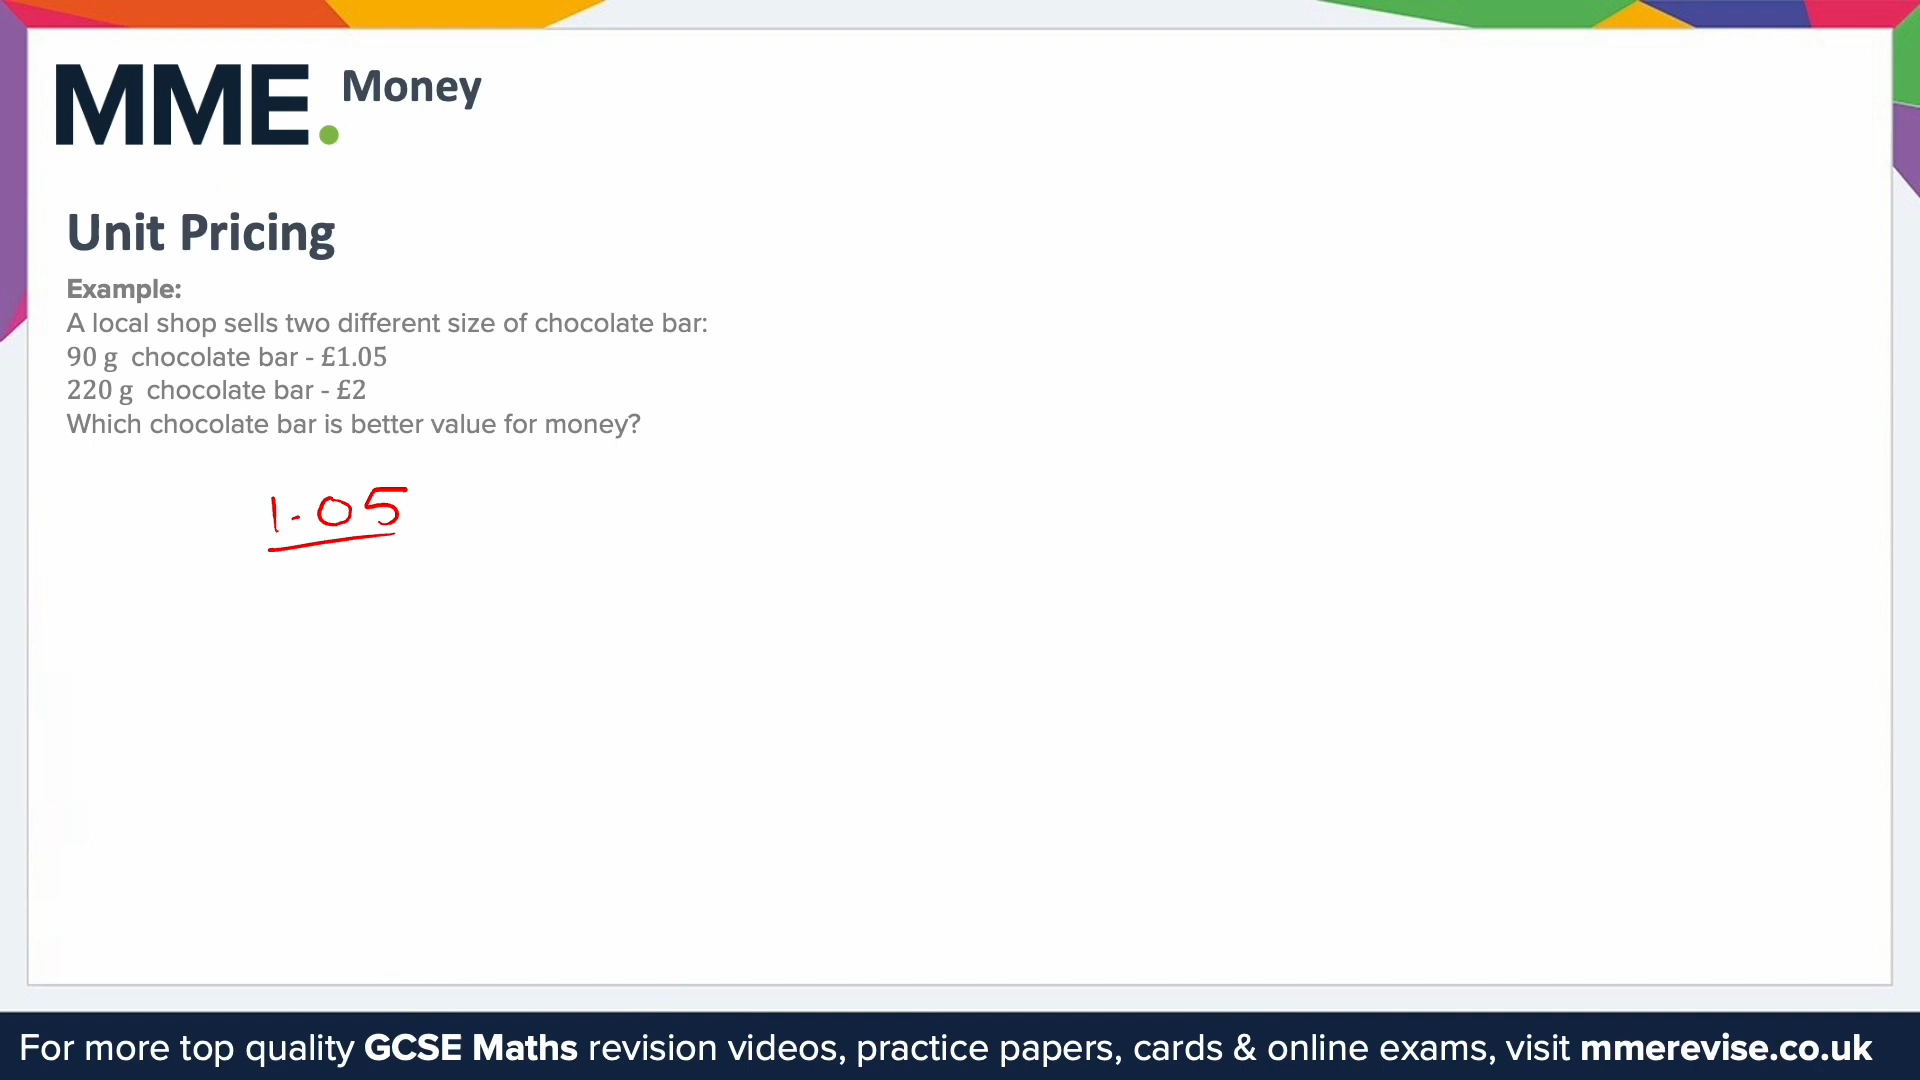 MME. Money
Unit Pricing
Example:
A local shop sells two different size of chocolate bar:
90 g chocolate bar - £1.05
220 g chocolate bar - £2
Which chocolate bar is better value for money?
1.05
For more top quality GCSE Maths revision videos, practice papers, cards & online exams, visit mmerevise.co.uk